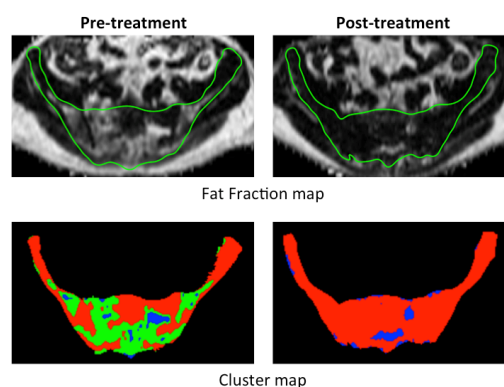 Pre-treatment
Post-treatment
Fat Fraction map
Cluster map